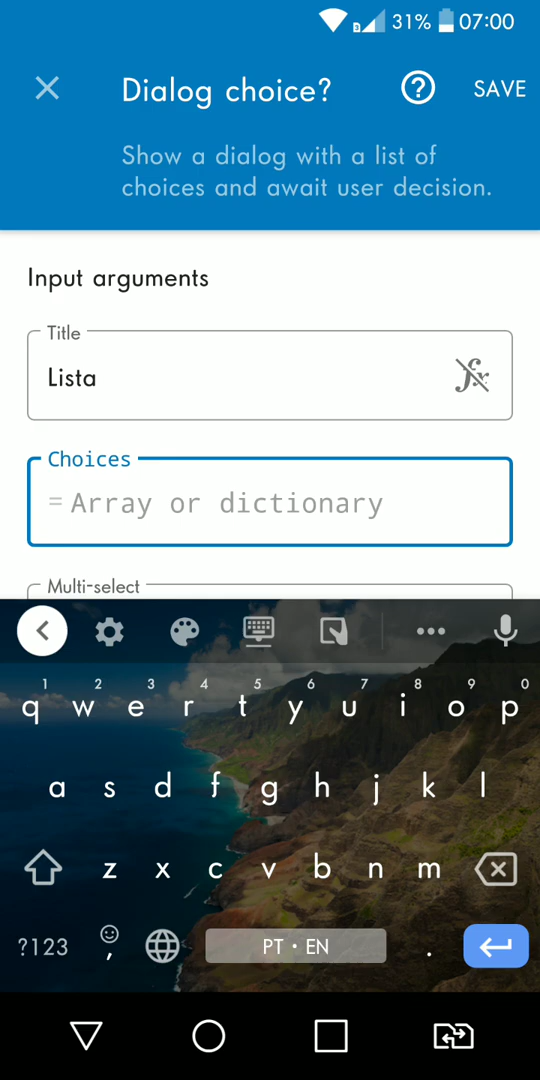 31% 07:00
Dialog choice?
SAVE
Show a dialog with a list of
choices and await user decision.
Input arguments
Title
Lista
fx
Choices
= Array or dictionary
Multi-select
1 2 3 4 5 6 7 8 9 0
q w e r t y u i o p
a s d f g h j k l
z x c v b n m
?123 , PT • EN .